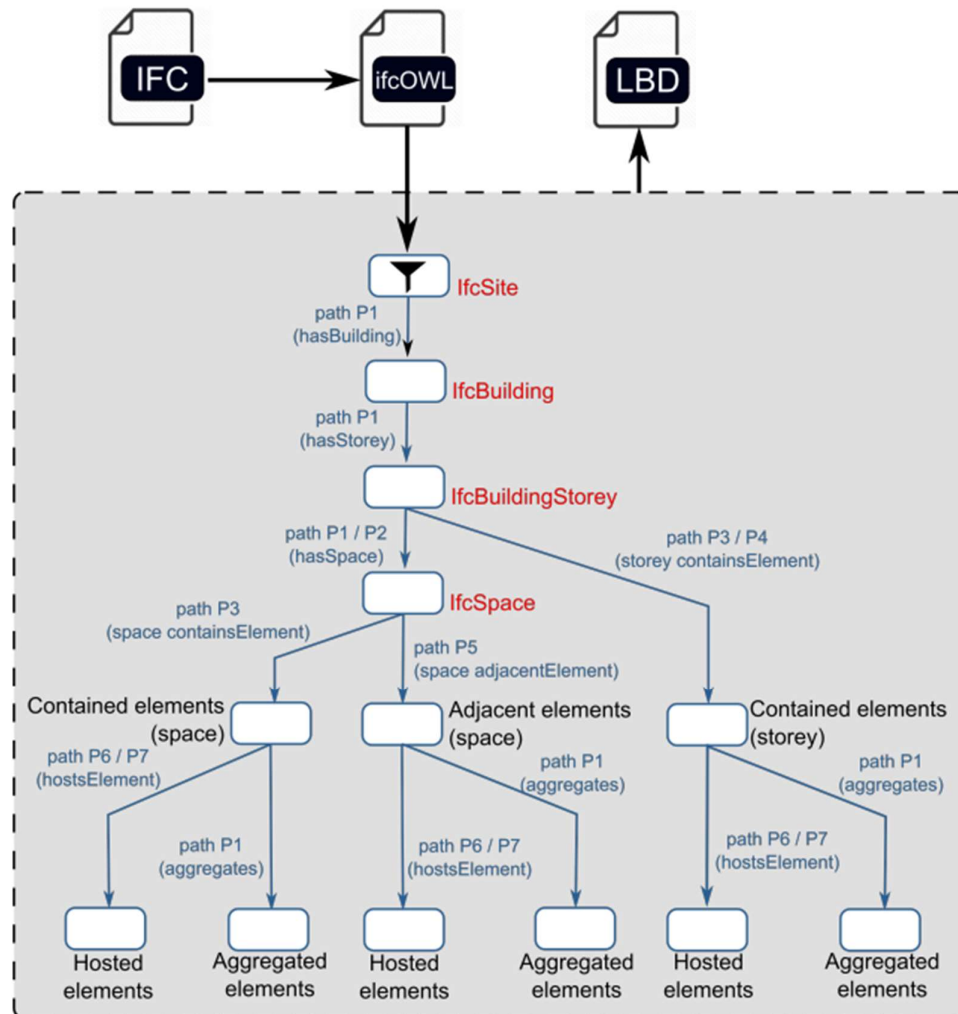 IFC
ifcOWL
LBD
IfcSite
path P1
(hasBuilding)
IfcBuilding
path P1
(hasStorey)
IfcBuildingStorey
path P1 / P2
(hasSpace)
path P3 / P4
(storey containsElement)
IfcSpace
path P3
(space containsElement)
path P5
(space adjacentElement)
Contained elements
(space)
Adjacent elements
(space)
Contained elements
(storey)
path P6 / P7
(hostsElement)
path P1
(aggregates)
path P1
(aggregates)
path P1
(aggregates)
path P6 / P7
(hostsElement)
path P6 / P7
(hostsElement)
Hosted
elements
Aggregated
elements
Hosted
elements
Aggregated
elements
Hosted
elements
Aggregated
elements